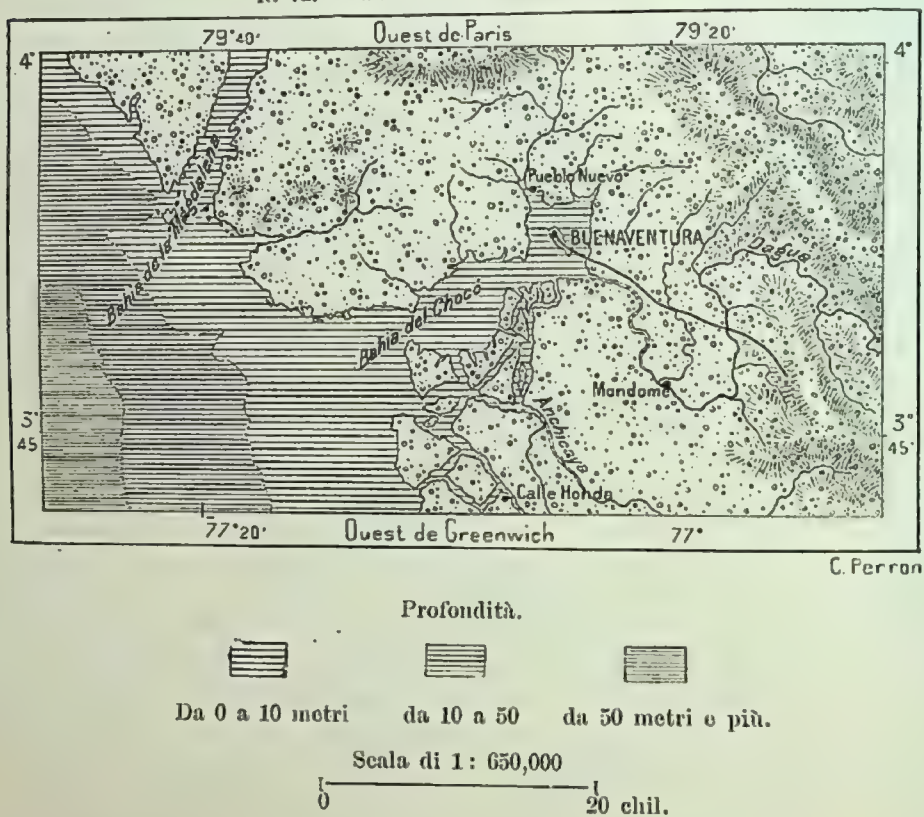 79°40' Ouest de Paris 79°20'
4° 4°
Pueblo Nuevo
Bahia de la Magdalena
BUENAVENTURA
Dagua
Bahia del Chocó
Mondomé
3° 3°
45 45'
Anchicaya
Calle Honda
77°20' Ouest de Greenwich 77°
C. Perron
Profondità.
Da 0 a 10 metri da 10 a 50 da 50 metri e più.
Scala di 1: 650,000
0 20 chil.